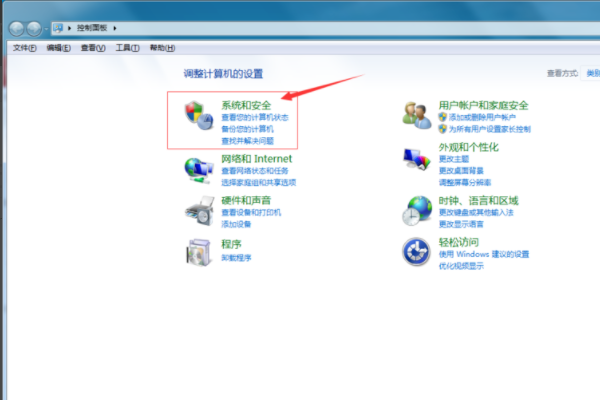 控制面板
文件(F) 编辑(E) 查看(V) 工具(T) 帮助(H)
调整计算机的设置
查看方式:
类别
系统和安全
查看您的计算机状态
备份您的计算机
查找并解决问题
网络和 Internet
查看网络状态和任务
选择家庭组和共享选项
硬件和声音
查看设备和打印机
添加设备
程序
卸载程序
用户帐户和家庭安全
添加或删除用户帐户
为所有用户设置家长控制
外观和个性化
更改主题
更改桌面背景
调整屏幕分辨率
时钟、语言和区域
更改键盘或其他输入法
更改显示语言
轻松访问
使用 Windows 建议的设置
优化视频显示